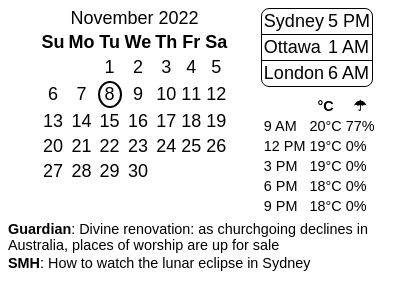 November 2022
Su Mo Tu We Th Fr Sa
1 2 3 4 5
6 7 8 9 10 11 12
13 14 15 16 17 18 19
20 21 22 23 24 25 26
27 28 29 30
Sydney 5 PM
Ottawa 1 AM
London 6 AM
°C ☂
9 AM 20°C 77%
12 PM 19°C 0%
3 PM 19°C 0%
6 PM 18°C 0%
9 PM 18°C 0%
Guardian: Divine renovation: as churchgoing declines in
Australia, places of worship are up for sale
SMH: How to watch the lunar eclipse in Sydney